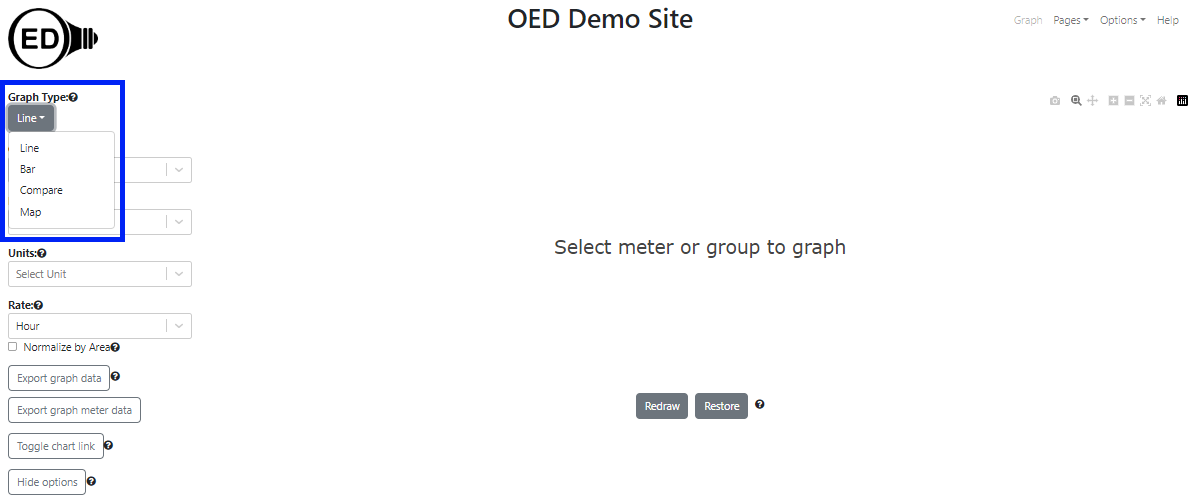 ED
OED Demo Site
Graph Pages Options Help
Graph Type:
Line
Line
Bar
Compare
Map
Units:
Select Unit
Rate:
Hour
Normalize by Area
Export graph data
Export graph meter data
Toggle chart link
Hide options
Select meter or group to graph
Redraw Restore